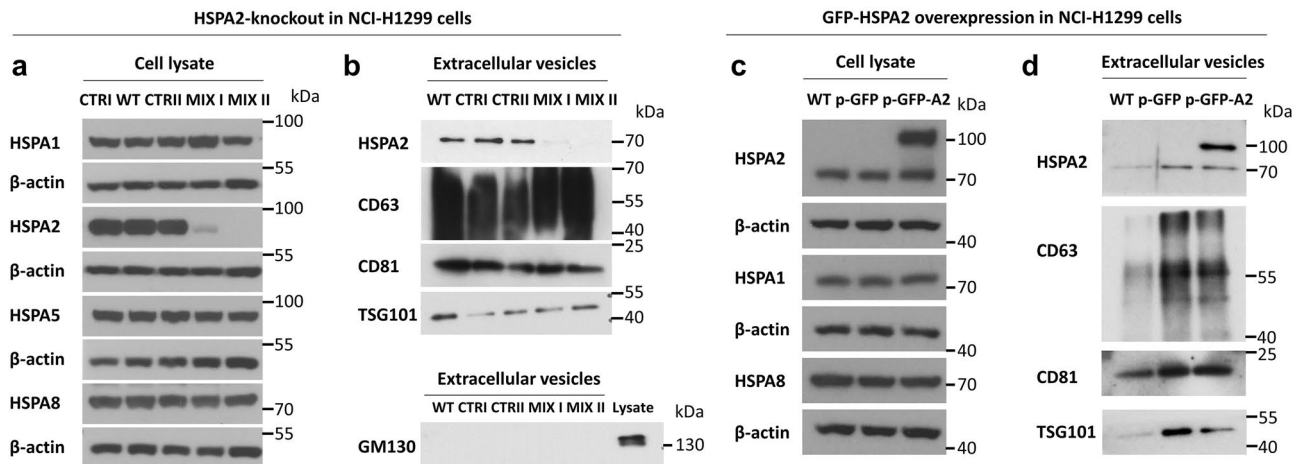 HSPA2-knockout in NCI-H1299 cells
GFP-HSPA2 overexpression in NCI-H1299 cells
a
Cell lysate
CTRI WT CTRII MIX I MIX II kDa
HSPA1
100
β-actin
55
HSPA2
100
β-actin
55
HSPA5
100
β-actin
55
HSPA8
70
β-actin
55
b
Extracellular vesicles
WT CTRI CTRII MIX I MIX II
kDa
HSPA2
70
CD63
70
55
40
CD81
25
TSG101
55
40
Extracellular vesicles
WT CTRI CTRII MIX I MIX II Lysate kDa
GM130
130
c
Cell lysate
WT p-GFP p-GFP-A2
kDa
HSPA2
100
70
β-actin
40
HSPA1
70
β-actin
40
HSPA8
70
β-actin
40
d
Extracellular vesicles
WT p-GFP p-GFP-A2
kDa
HSPA2
100
70
CD63
55
40
CD81
25
TSG101
55
40